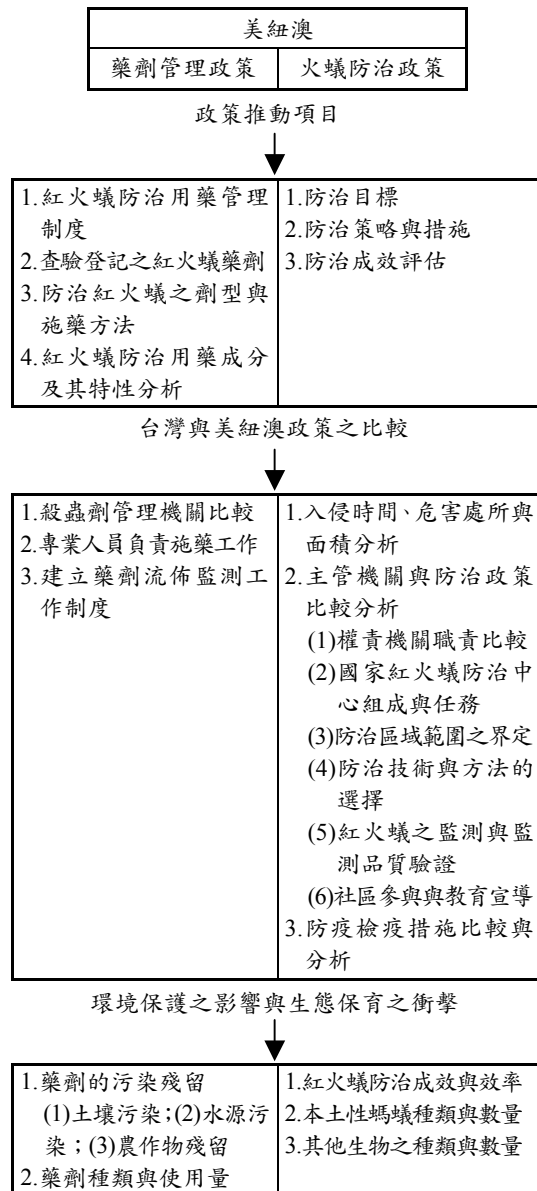 美紐澳
藥劑管理政策
火蟻防治政策
政策推動項目
1.紅火蟻防治用藥管理
制度
2.查驗登記之紅火蟻藥劑
3.防治紅火蟻之劑型與
施藥方法
4.紅火蟻防治用藥成分
及其特性分析
1.防治目標
2.防治策略與措施
3.防治成效評估
台灣與美紐澳政策之比較
1.殺蟲劑管理機關比較
2.專業人員負責施藥工作
3.建立藥劑流佈監測工
作制度
1.入侵時間、危害處所與
面積分析
2.主管機關與防治政策
比較分析
(1)權責機關職責比較
(2)國家紅火蟻防治中
心組成與任務
(3)防治區域範圍之界定
(4)防治技術與方法的
選擇
(5)紅火蟻之監測與監
測品質驗證
(6)社區參與與教育宣導
3.防疫檢疫措施比較與
分析
環境保護之影響與生態保育之衝擊
1.藥劑的污染殘留
(1)土壤污染;(2)水源污
染；(3)農作物殘留
2.藥劑種類與使用量
1.紅火蟻防治成效與效率
2.本土性螞蟻種類與數量
3.其他生物之種類與數量